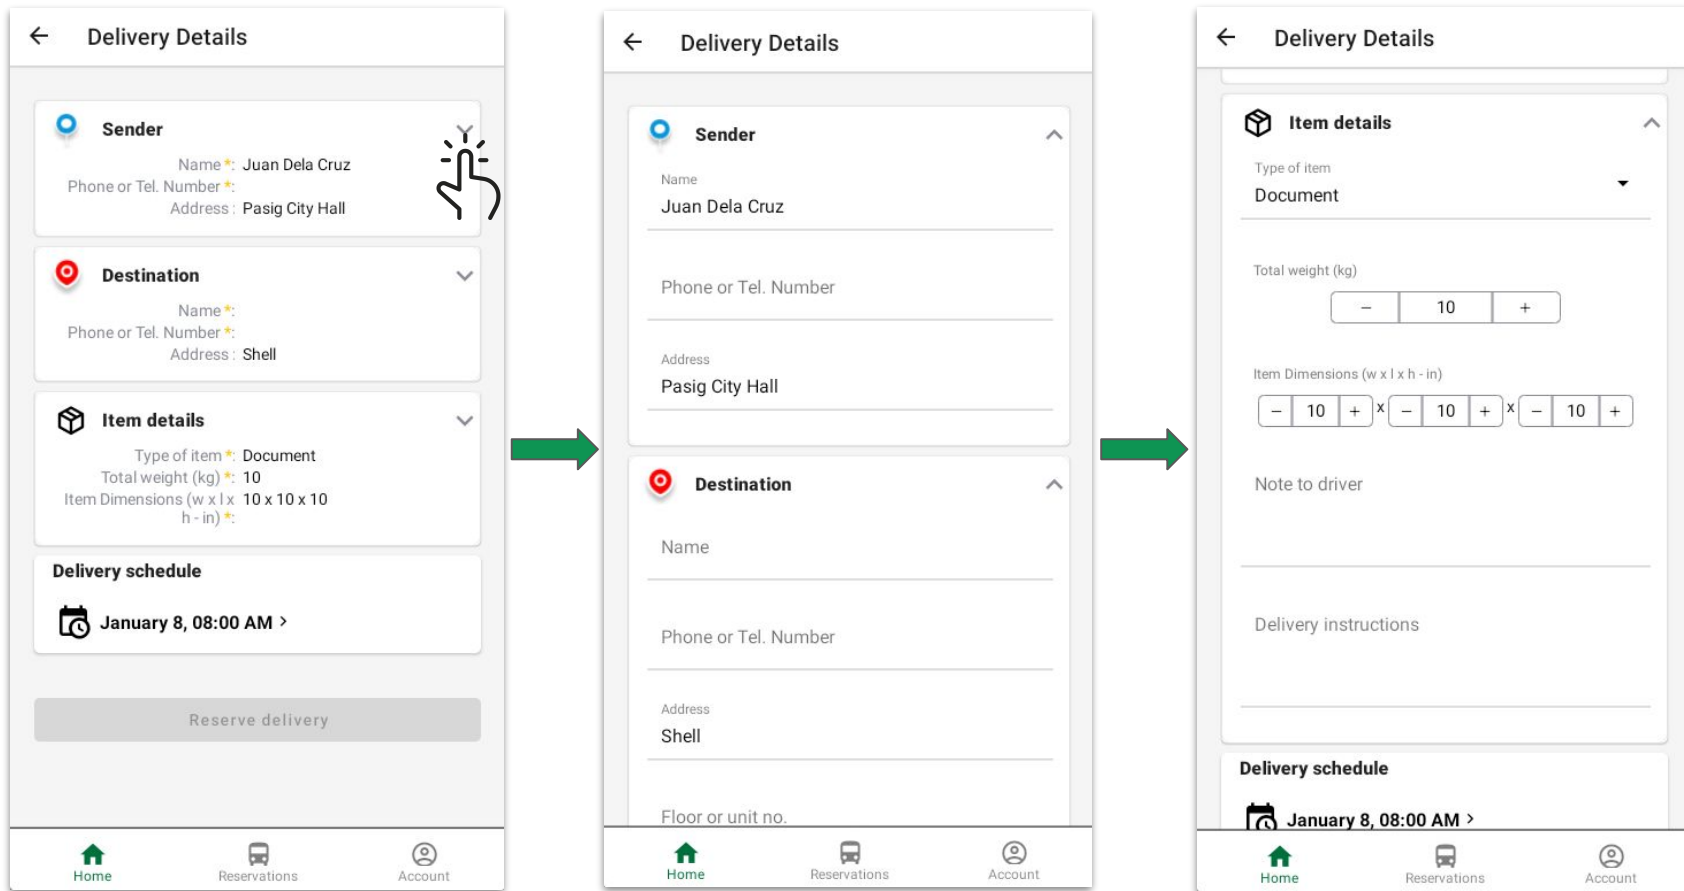 Delivery Details
Sender
Name *: Juan Dela Cruz
Phone or Tel. Number *:
Address : Pasig City Hall
Destination
Name *:
Phone or Tel. Number *:
Address : Shell
Item details
Type of item *: Document
Total weight (kg) *: 10
Item Dimensions (w x l x 10 x 10 x 10
h - in) *:
Delivery schedule
January 8, 08:00 AM >
Reserve delivery
Home Reservations Account
Delivery Details
Sender
Name
Juan Dela Cruz
Phone or Tel. Number
Address
Pasig City Hall
Destination
Name
Phone or Tel. Number
Address
Shell
Floor or unit no.
Home Reservations Account
Delivery Details
Item details
Type of item
Document
Total weight (kg)
− 10 +
Item Dimensions (w x l x h - in)
− 10 + x − 10 + x − 10 +
Note to driver
Delivery instructions
Delivery schedule
January 8, 08:00 AM >
Home Reservations Account